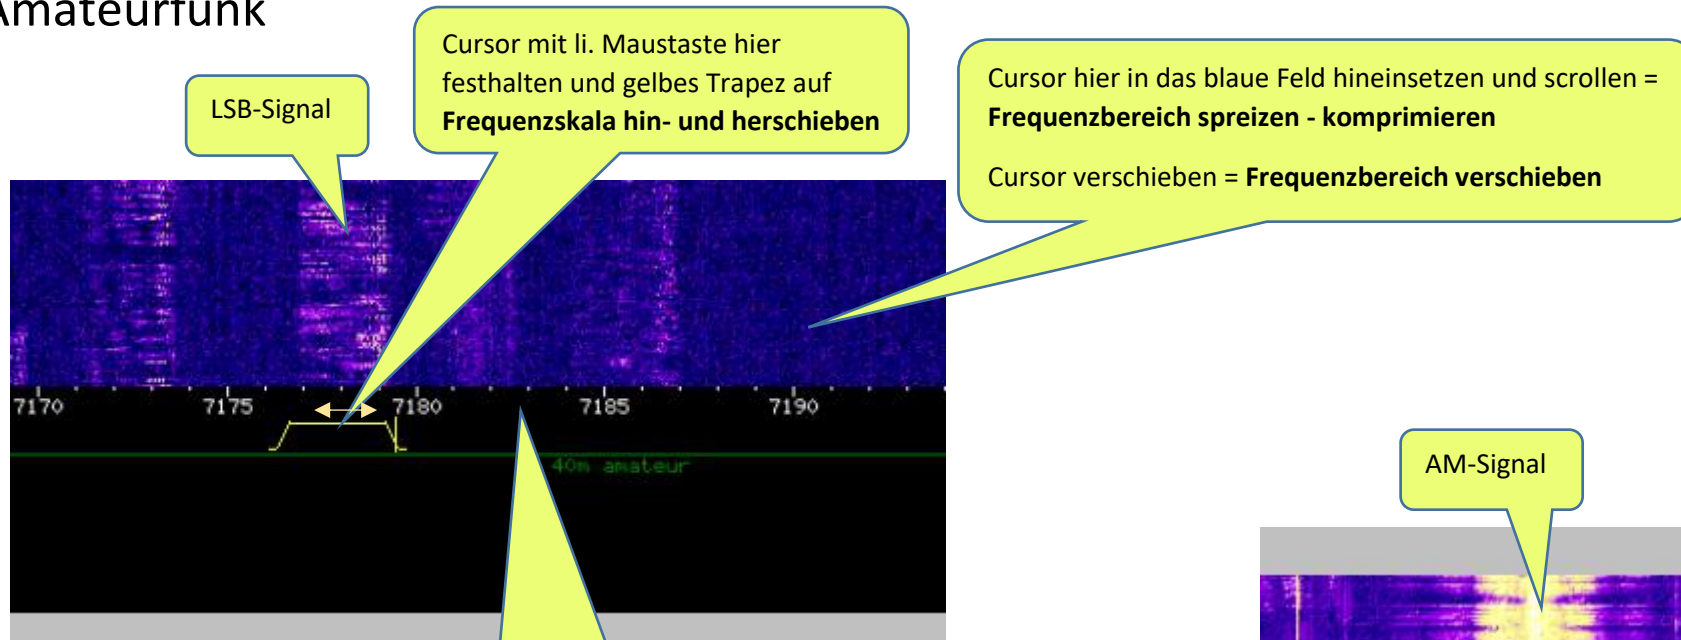 Amateurfunk
Cursor mit li. Maustaste hier
festhalten und gelbes Trapez auf
Frequenzskala hin- und herschieben
LSB-Signal
Cursor hier in das blaue Feld hineinsetzen und scrollen =
Frequenzbereich spreizen - komprimieren
Cursor verschieben = Frequenzbereich verschieben
7170 7175 7180 7185 7190
40m amateur
AM-Signal